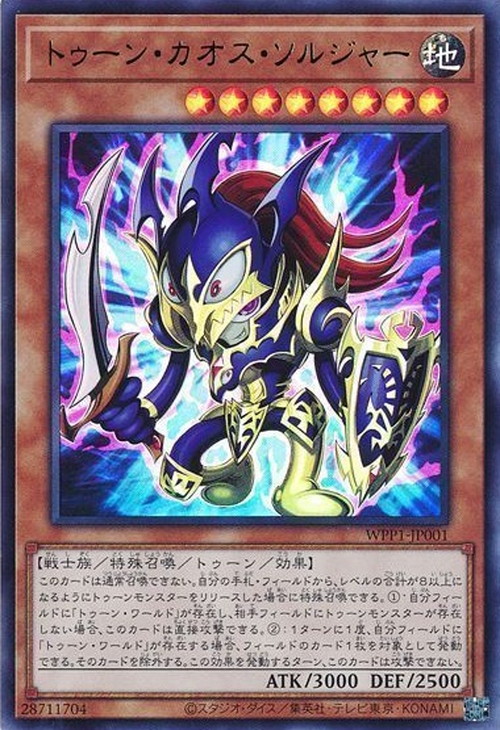 トゥーン・カオス・ソルジャー
地
WPP1-JP001
【戦士族／特殊召喚／トゥーン／効果】
このカードは通常召喚できない。自分の手札・フィールドから、レベルの合計が８以上に
なるようにトゥーンモンスターをリリースした場合に特殊召喚できる。①：自分フィー
ルドに「トゥーン・ワールド」が存在し、相手フィールドにトゥーンモンスターが存在
しない場合、このカードは直接攻撃できる。②：１ターンに１度、自分フィールドに
「トゥーン・ワールド」が存在する場合、フィールドのカード１枚を対象として発動
できる。そのカードを除外する。この効果を発動するターン、このカードは攻撃できない。
ATK/3000 DEF/2500
28711704 ©スタジオ・ダイス／集英社・テレビ東京・KONAMI